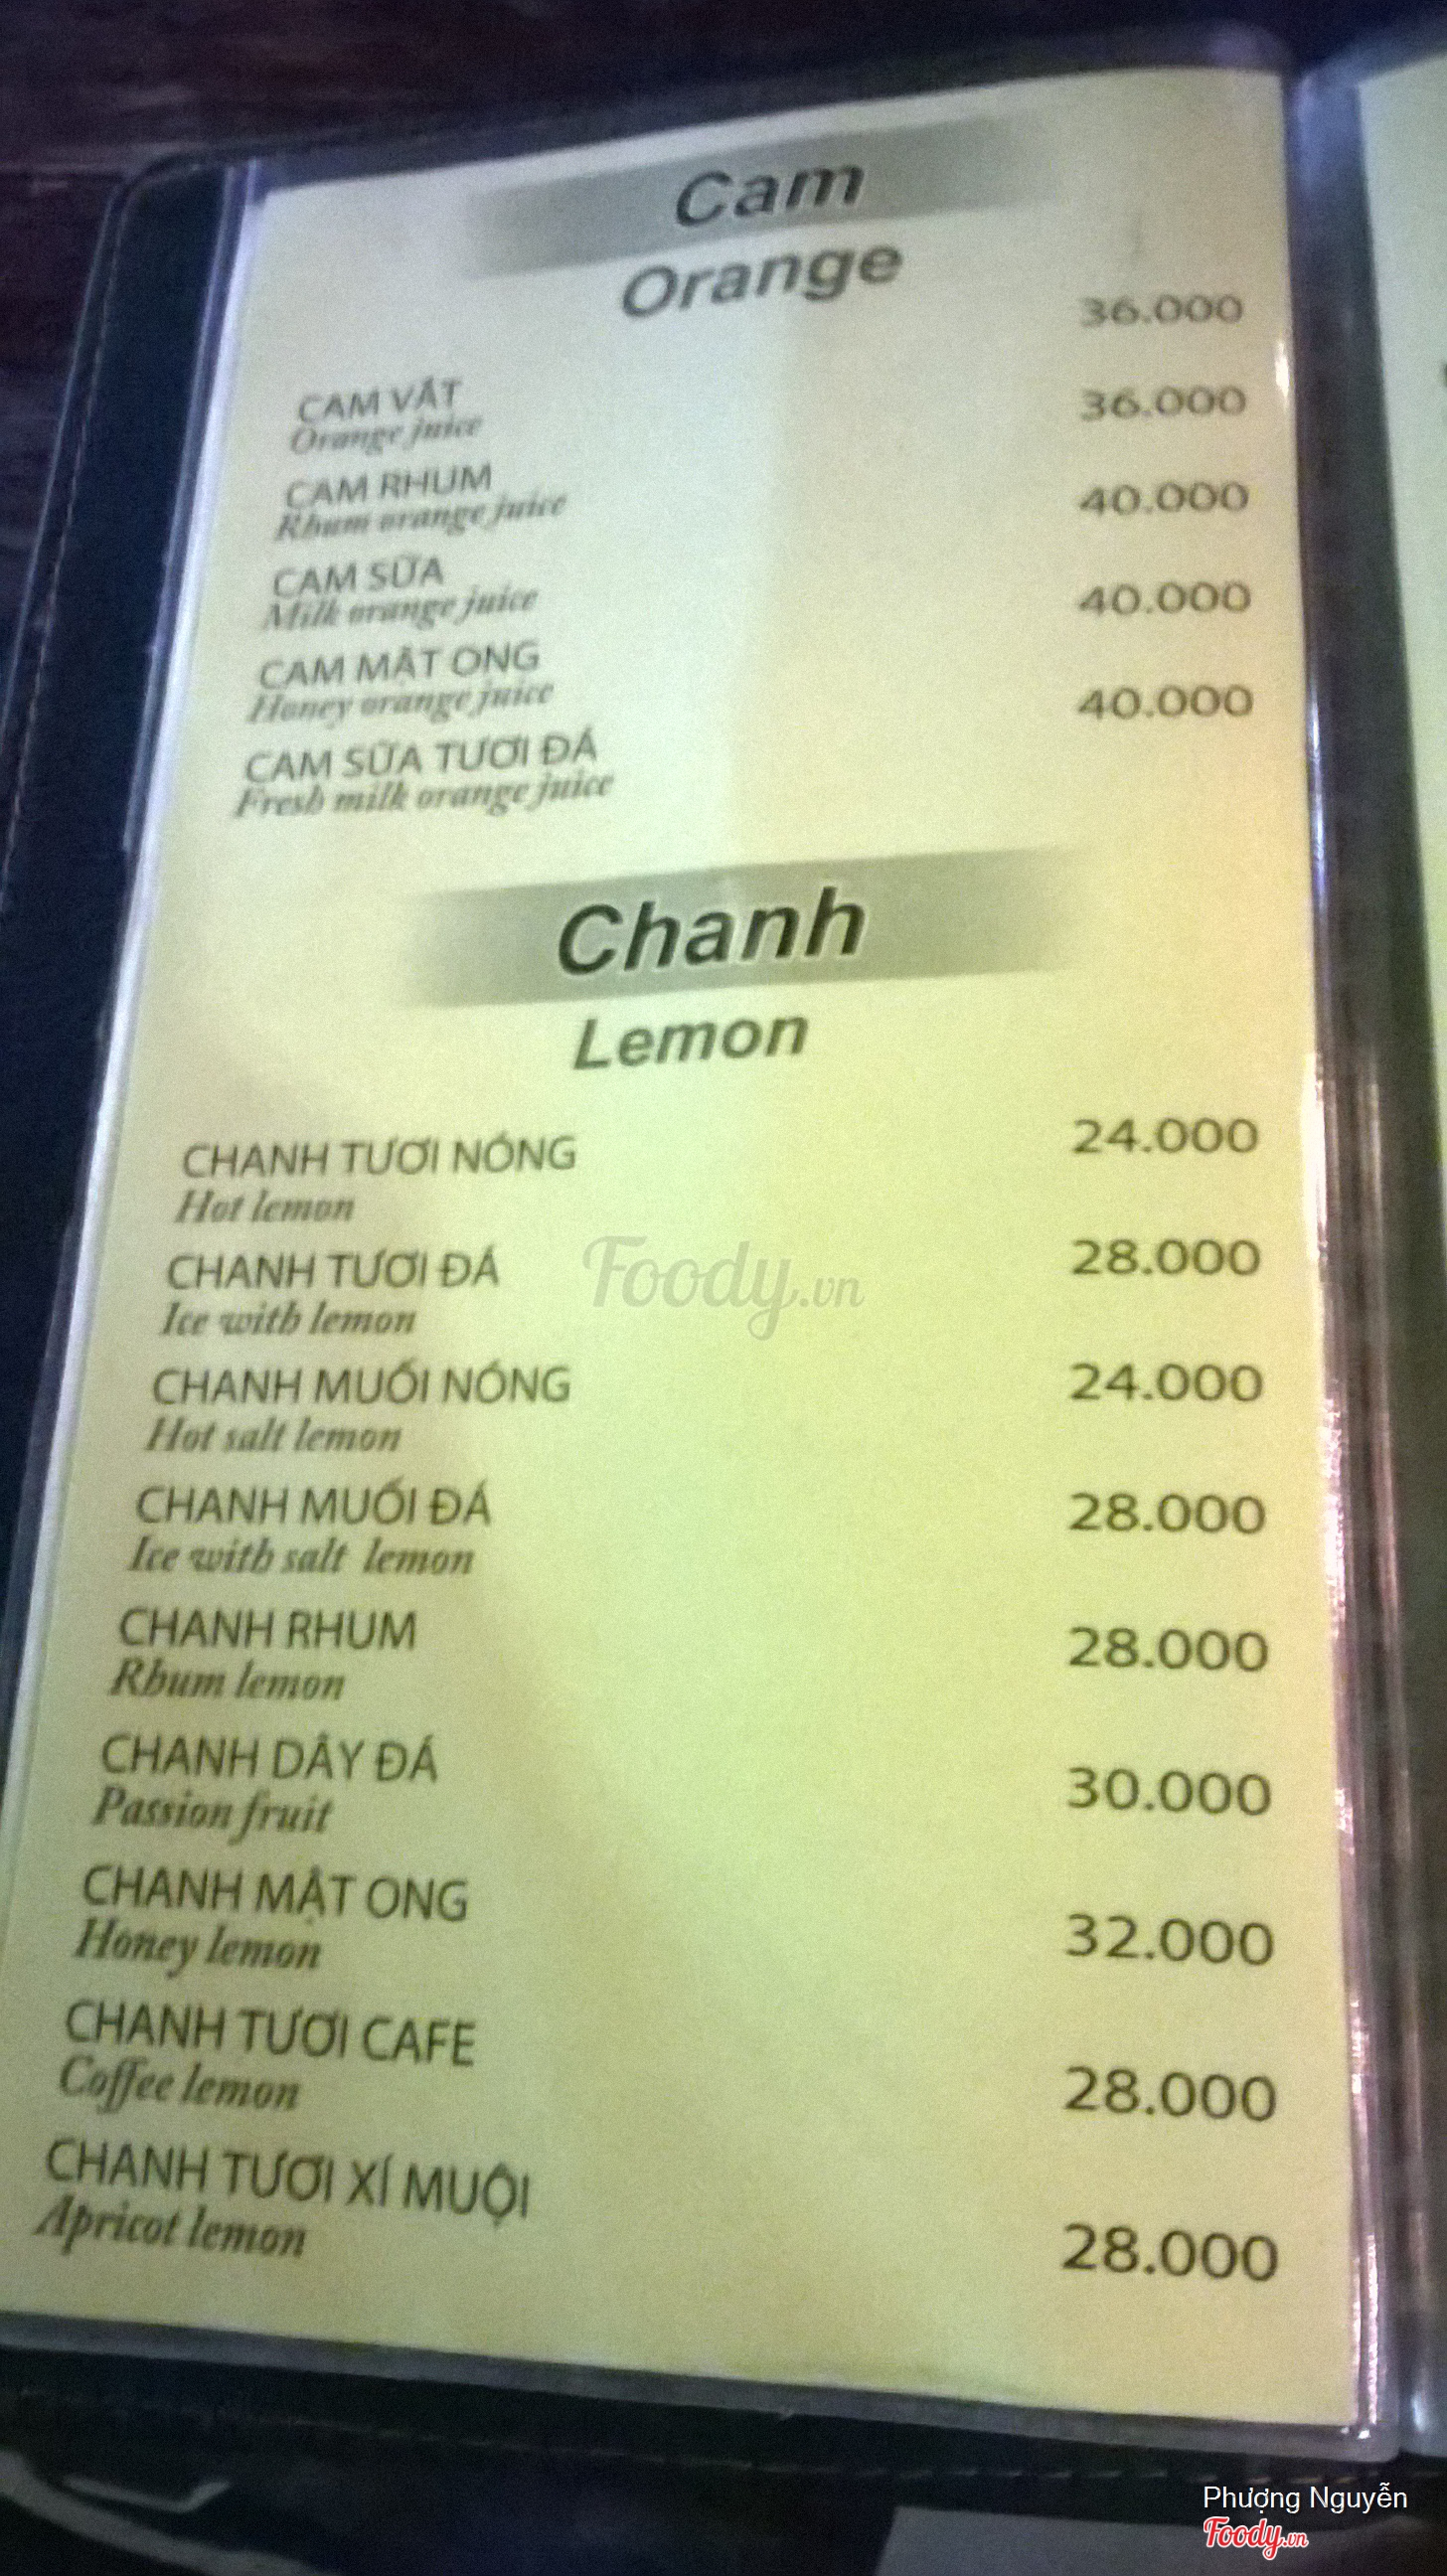 Cam
Orange
36.000
CAM VẮT
Orange juice
36.000
CAM RHUM
Rhum orange juice
40.000
CAM SỮA
Milk orange juice
40.000
CAM MẬT ONG
Honey orange juice
40.000
CAM SỮA TƯƠI ĐÁ
Fresh milk orange juice
Chanh
Lemon
CHANH TƯƠI NÓNG 24.000
Hot lemon
CHANH TƯƠI ĐÁ 28.000
Ice with lemon
Foody.vn
CHANH MUỐI NÓNG 24.000
Hot salt lemon
CHANH MUỐI ĐÁ 28.000
Ice with salt lemon
CHANH RHUM 28.000
Rhum lemon
CHANH DÂY ĐÁ 30.000
Passion fruit
CHANH MẬT ONG 32.000
Honey lemon
CHANH TƯƠI CAFE 28.000
Coffee lemon
CHANH TƯƠI XÍ MUỘI 28.000
Apricot lemon
Phượng Nguyễn
Foody.vn